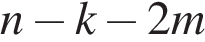 n − k − 2m